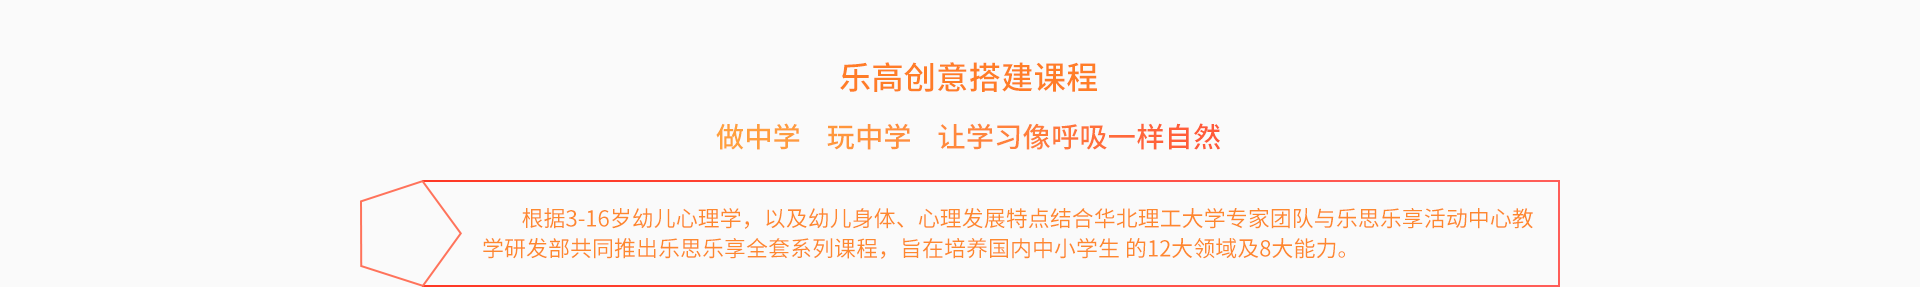 乐高创意搭建课程
做中学 玩中学 让学习像呼吸一样自然
根据3-16岁幼儿心理学，以及幼儿身体、心理发展特点结合华北理工大学专家团队与乐思乐享活动中心教
学研发部共同推出乐思乐享全套系列课程，旨在培养国内中小学生 的12大领域及8大能力。